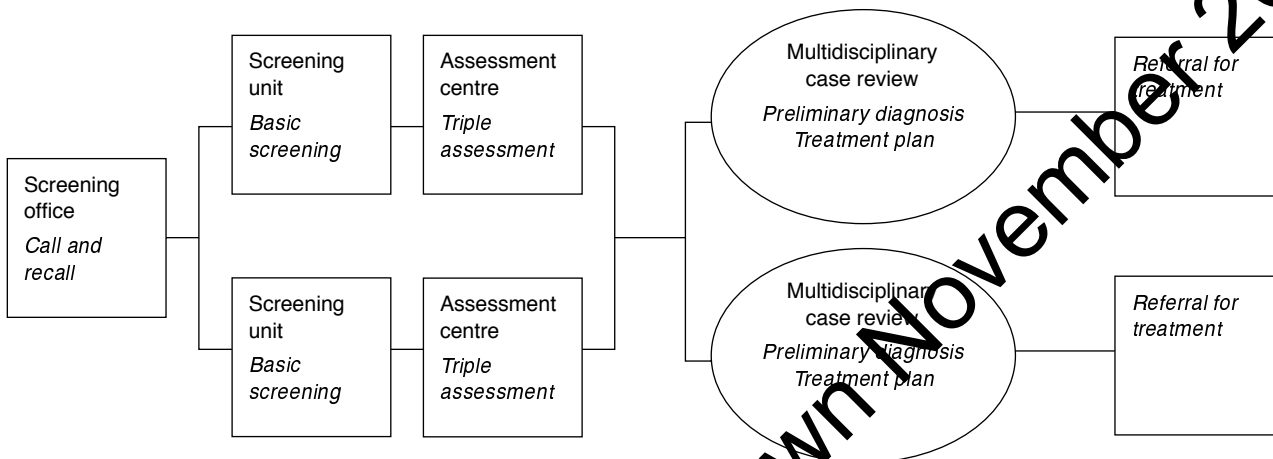 Screening
office
Call and
recall
Screening
unit
Basic
screening
Assessment
centre
Triple
assessment
Multidisciplinary
case review
Preliminary diagnosis
Treatment plan
Referral for
treatment
Screening
unit
Basic
screening
Assessment
centre
Triple
assessment
Multidisciplinary
case review
Preliminary diagnosis
Treatment plan
Referral for
treatment
November